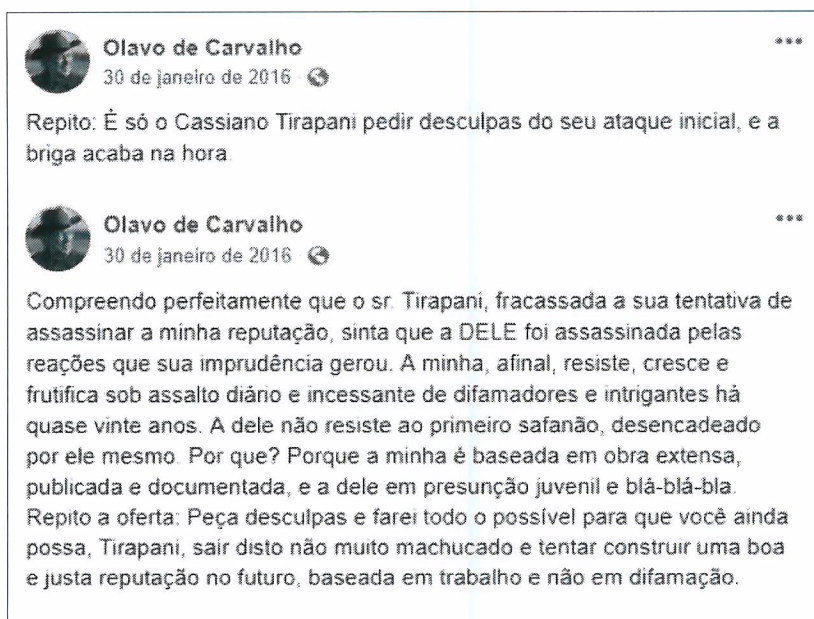 Olavo de Carvalho
30 de janeiro de 2016
Repito: É só o Cassiano Tirapani pedir desculpas do seu ataque inicial, e a
briga acaba na hora.
Olavo de Carvalho
30 de janeiro de 2016
Compreendo perfeitamente que o sr. Tirapani, fracassada a sua tentativa de
assassinar a minha reputação, sinta que a DELE foi assassinada pelas
reações que sua imprudência gerou. A minha, afinal, resiste, cresce e
frutifica sob assalto diário e incessante de difamadores e intrigantes há
quase vinte anos. A dele não resiste ao primeiro safanão, desencadeado
por ele mesmo. Por que? Porque a minha é baseada em obra extensa,
publicada e documentada, e a dele em presunção juvenil e blá-blá-bla.
Repito a oferta: Peça desculpas e farei todo o possível para que você ainda
possa, Tirapani, sair disto não muito machucado e tentar construir uma boa
e justa reputação no futuro, baseada em trabalho e não em difamação.